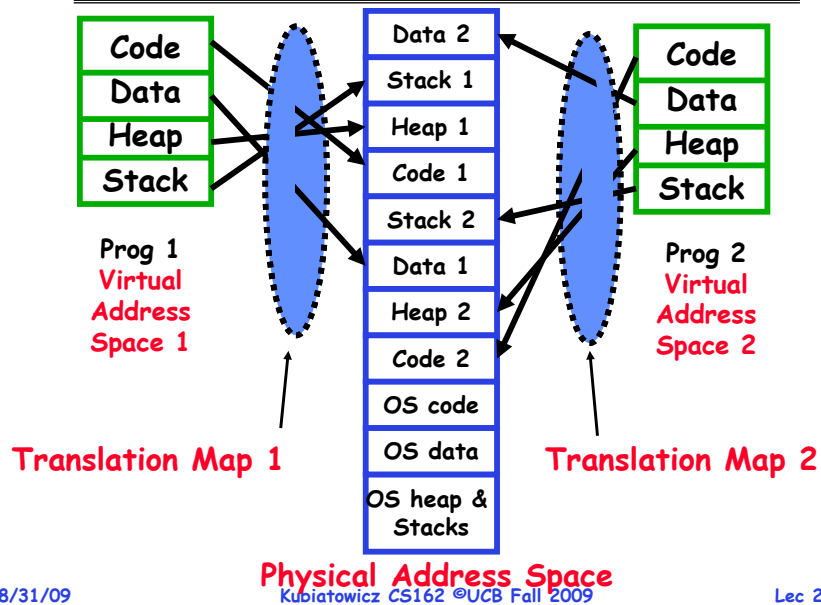 Code
Data
Heap
Stack
Prog 1
Virtual
Address
Space 1
Data 2
Stack 1
Heap 1
Code 1
Stack 2
Data 1
Heap 2
Code 2
OS code
OS data
OS heap &
Stacks
Code
Data
Heap
Stack
Prog 2
Virtual
Address
Space 2
Translation Map 1
Translation Map 2
Physical Address Space
8/31/09
Kubiatowicz CS162 ©UCB Fall 2009
Lec 2